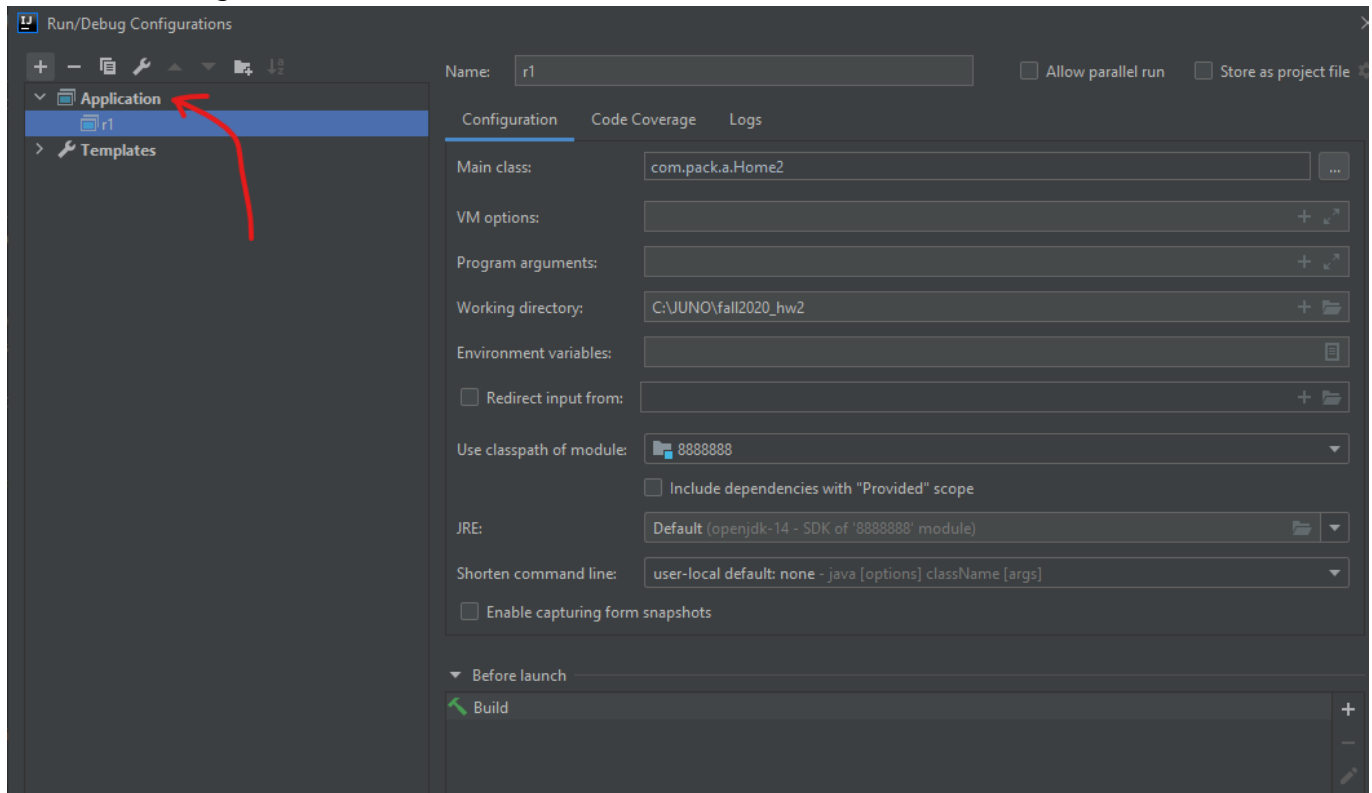 Run/Debug Configurations
Name: r1 Allow parallel run Store as project file
Application
r1
Templates
Configuration Code Coverage Logs
Main class: com.pack.a.Home2 ...
VM options:
Program arguments:
Working directory: C:\JUNO\fall2020_hw2
Environment variables:
Redirect input from:
Use classpath of module: 8888888
Include dependencies with "Provided" scope
JRE: Default (openjdk-14 - SDK of '8888888' module)
Shorten command line: user-local default: none - java [options] className [args]
Enable capturing form snapshots
Before launch
Build